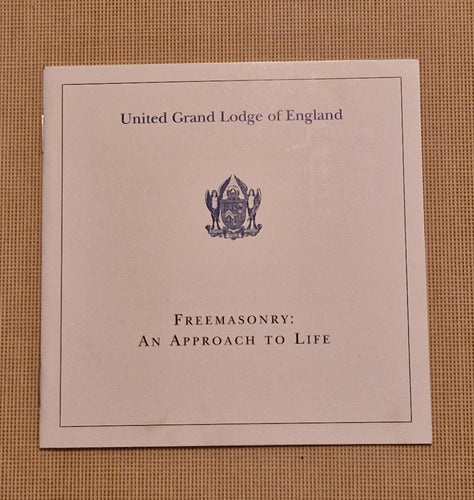 United Grand Lodge of England
Freemasonry:
An Approach to Life